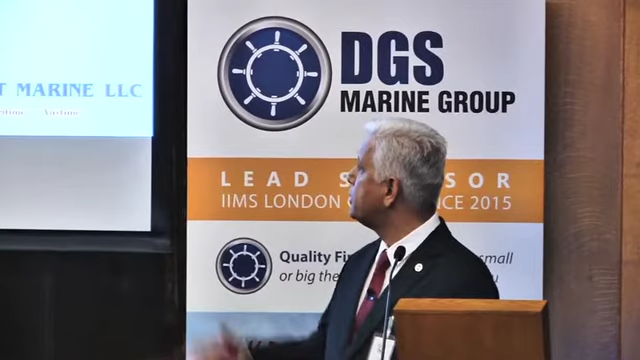 T MARINE LLC
DGS
MARINE GROUP
LEAD S SOR
IIMS LONDON C NCE 2015
Quality Fi small
or big the